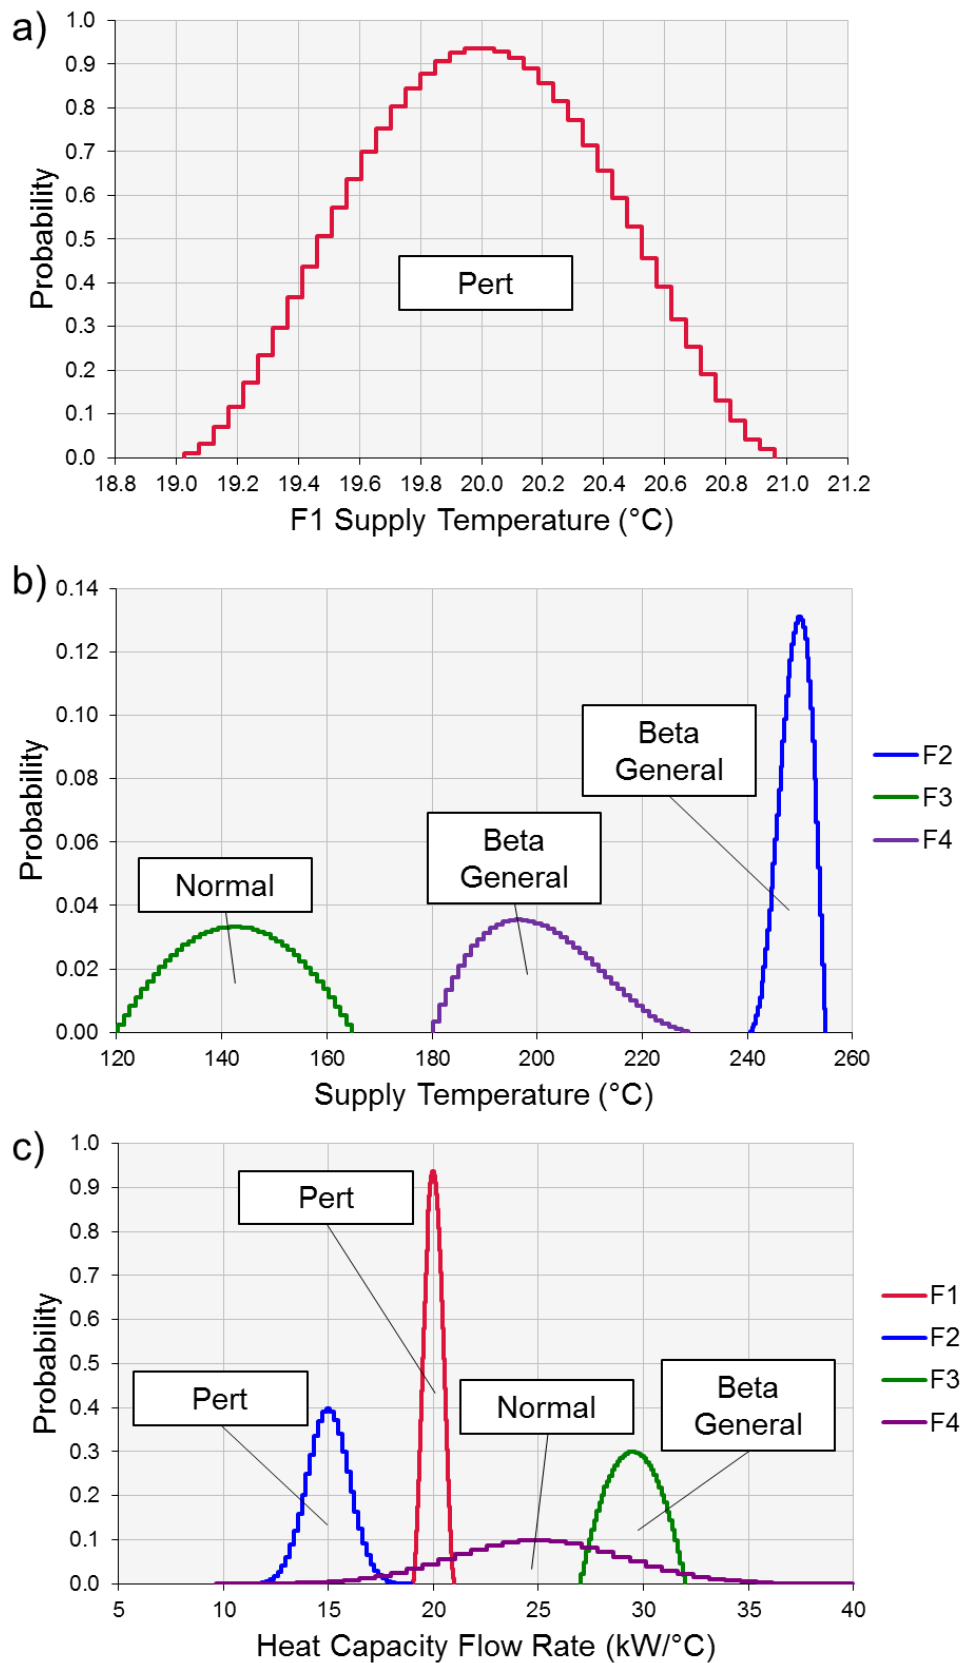 a)
1.0
0.9
0.8
0.7
0.6
0.5
0.4
0.3
0.2
0.1
0.0
Probability
Pert
18.8 19.0 19.2 19.4 19.6 19.8 20.0 20.2 20.4 20.6 20.8 21.0 21.2
F1 Supply Temperature (°C)
b)
0.14
0.12
0.10
0.08
0.06
0.04
0.02
0.00
Probability
Normal
Beta
General
Beta
General
F2
F3
F4
120 140 160 180 200 220 240 260
Supply Temperature (°C)
c)
1.0
0.9
0.8
0.7
0.6
0.5
0.4
0.3
0.2
0.1
0.0
Probability
Pert
Pert
Normal
Beta
General
F1
F2
F3
F4
5 10 15 20 25 30 35 40
Heat Capacity Flow Rate (kW/°C)